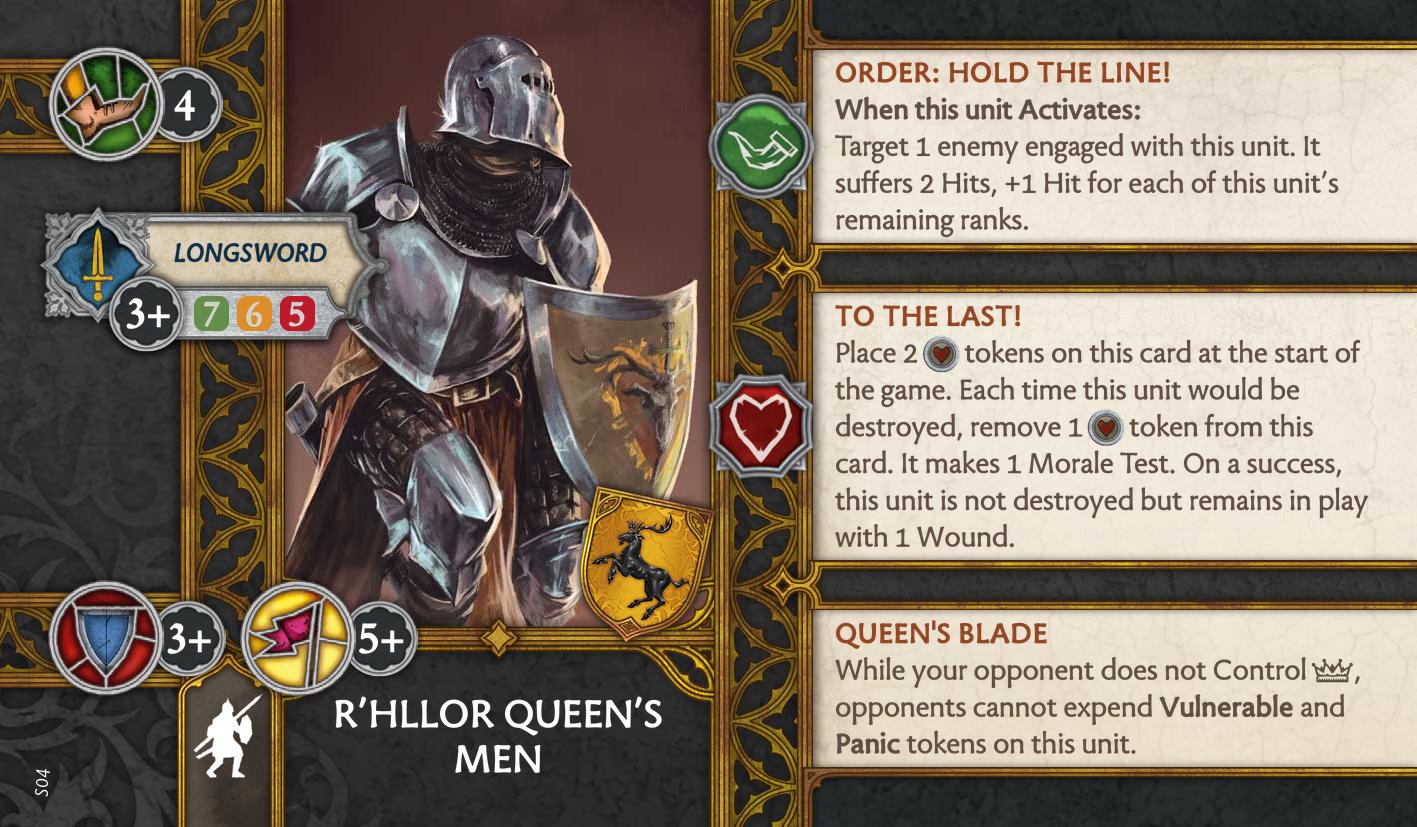 4
LONGSWORD
3+ 7 6 5
3+ 5+
R'HLLOR QUEEN'S
MEN
S04
ORDER: HOLD THE LINE!
When this unit Activates:
Target 1 enemy engaged with this unit. It
suffers 2 Hits, +1 Hit for each of this unit's
remaining ranks.
TO THE LAST!
Place 2 tokens on this card at the start of
the game. Each time this unit would be
destroyed, remove 1 token from this
card. It makes 1 Morale Test. On a success,
this unit is not destroyed but remains in play
with 1 Wound.
QUEEN'S BLADE
While your opponent does not Control ,
opponents cannot expend Vulnerable and
Panic tokens on this unit.